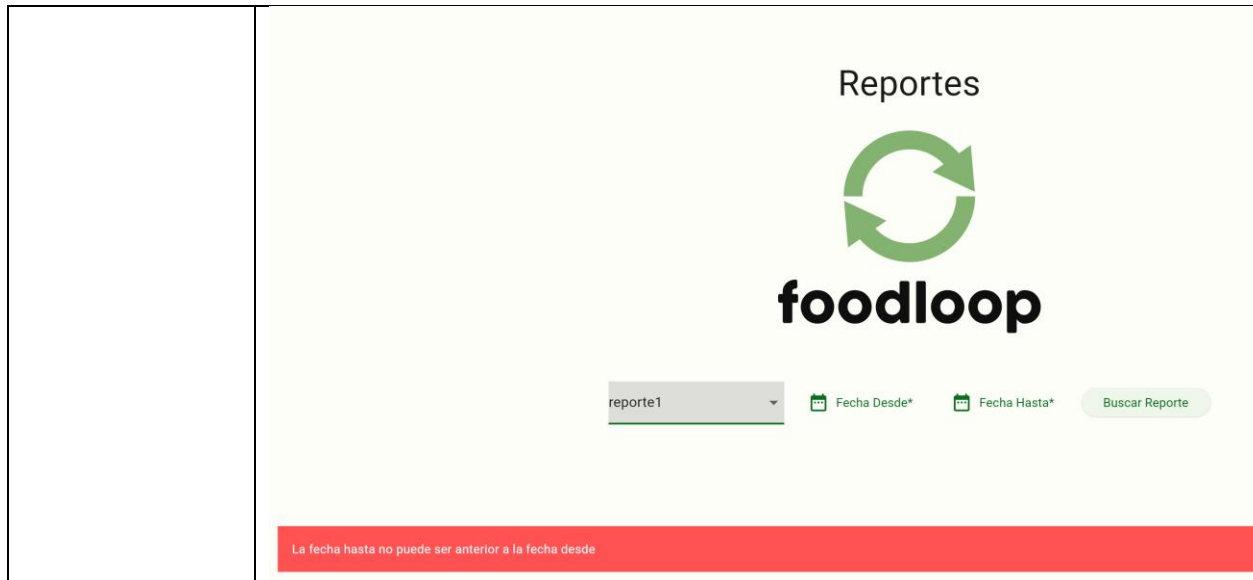 Reportes
foodloop
reporte1 Fecha Desde* Fecha Hasta* Buscar Reporte
La fecha hasta no puede ser anterior a la fecha desde